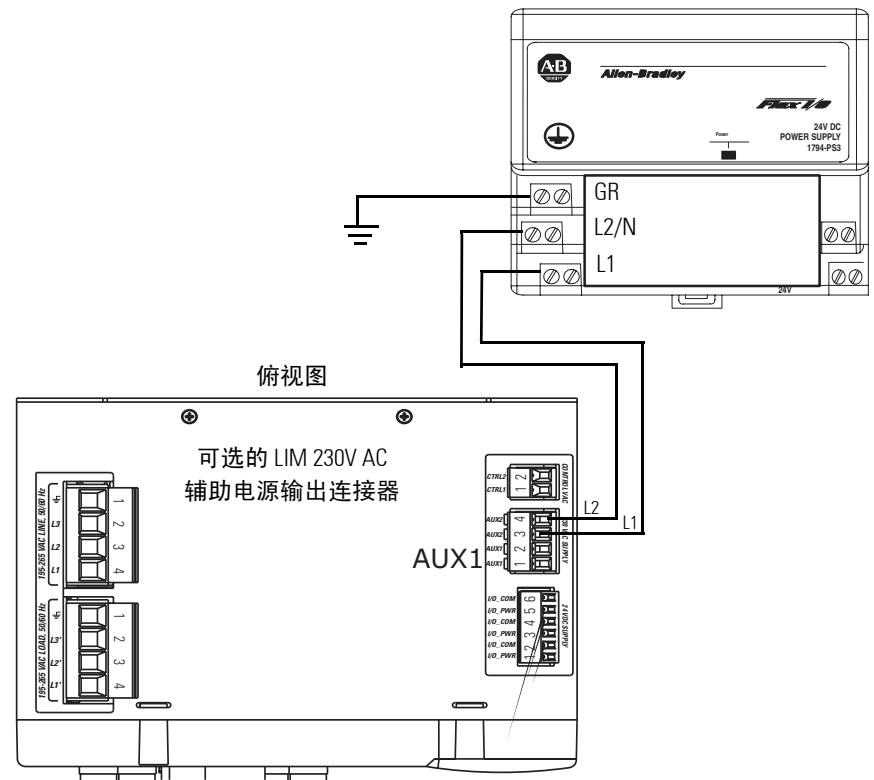 A·B
QUALITY
Allen-Bradley
Flex I/O
24V DC
POWER SUPPLY
1794-PS3
Power
GR
L2/N
L1
24V
俯视图
可选的 LIM 230V AC
辅助电源输出连接器
195-265 VAC LINE, 50/60 Hz
L3
L2
L1
1
2
3
4
195-265 VAC LOAD, 50/60 Hz
L3'
L2'
L1'
1
2
3
4
CTRL2
CTRL1
1 2
CONTROL VAC
AUX1
AUX2
AUX2
AUX1
AUX1
1 2 3 4
VAC SUPPLY
L2
L1
I/O_COM
I/O_PWR
I/O_COM
I/O_PWR
I/O_COM
I/O_PWR
1 2 3 4 5 6
24 VDC SUPPLY